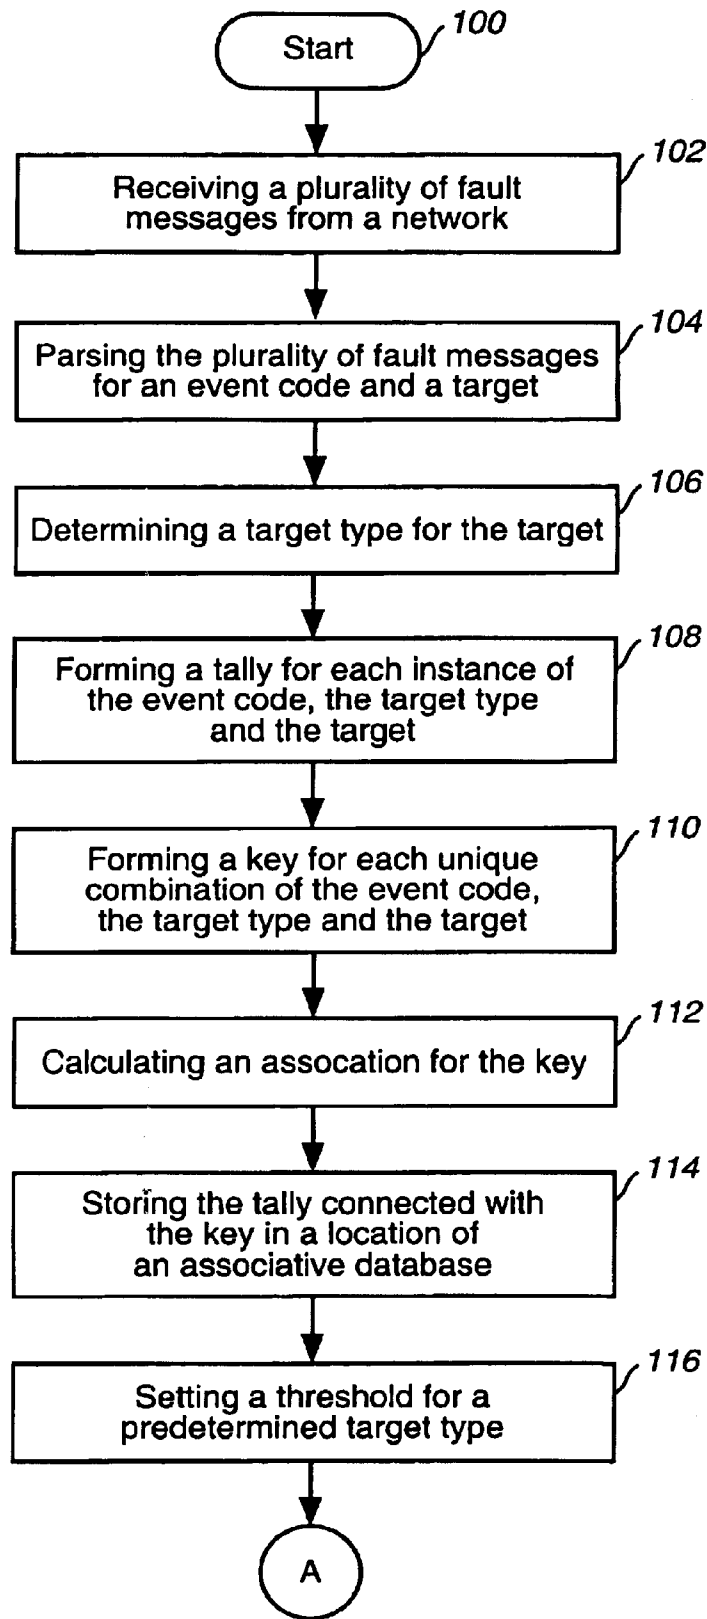 Start
100
102
Receiving a plurality of fault
messages from a network
104
Parsing the plurality of fault messages
for an event code and a target
106
Determining a target type for the target
108
Forming a tally for each instance of
the event code, the target type
and the target
110
Forming a key for each unique
combination of the event code,
the target type and the target
112
Calculating an assocation for the key
114
Storing the tally connected with
the key in a location of
an associative database
116
Setting a threshold for a
predetermined target type
A